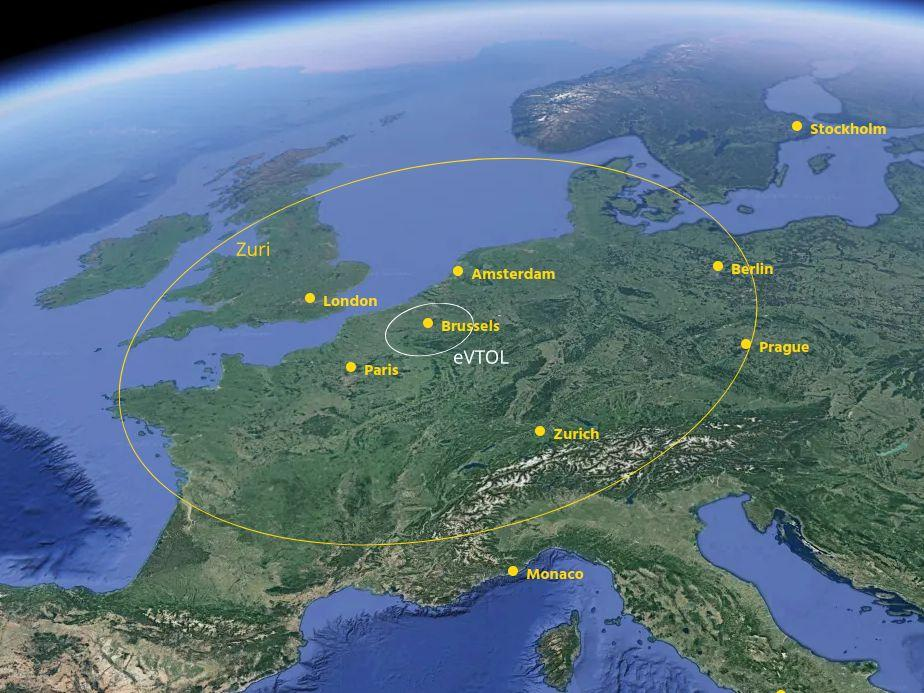 Stockholm
Zuri
Amsterdam
Berlin
London
Brussels
Prague
eVTOL
Paris
Zurich
Monaco